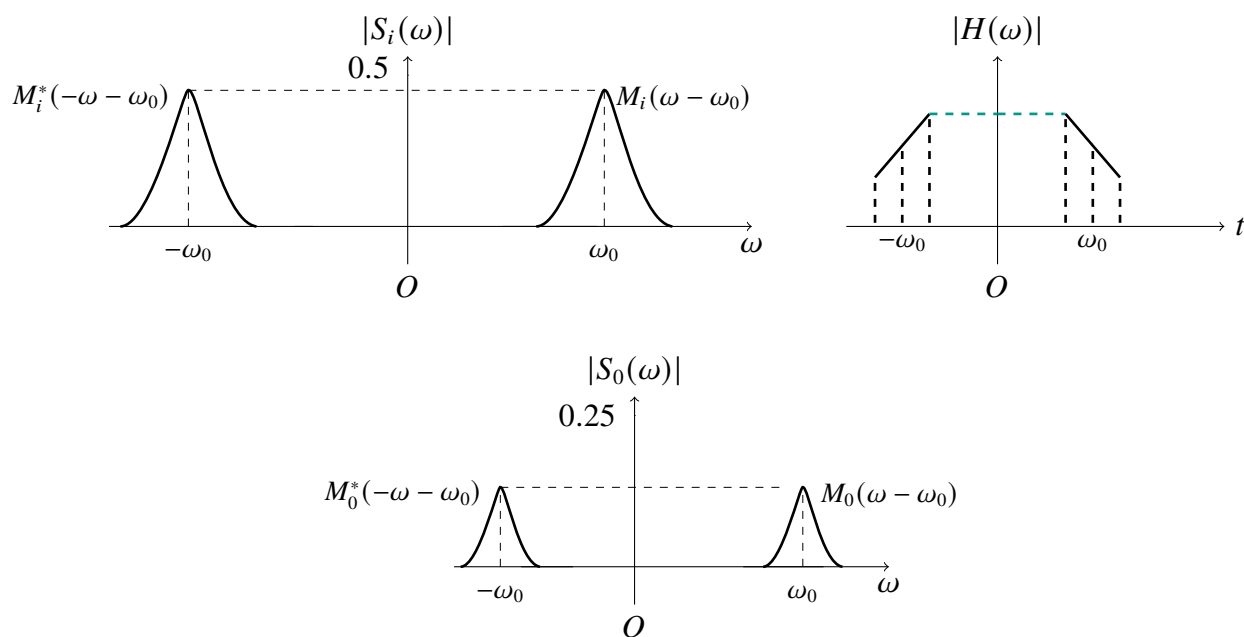 |S_i(ω)|
0.5
M_i^*(−ω − ω_0)
M_i(ω − ω_0)
−ω_0
ω_0
ω
O
|H(ω)|
−ω_0
ω_0
t
O
|S_0(ω)|
0.25
M_0^*(−ω − ω_0)
M_0(ω − ω_0)
−ω_0
ω_0
ω
O